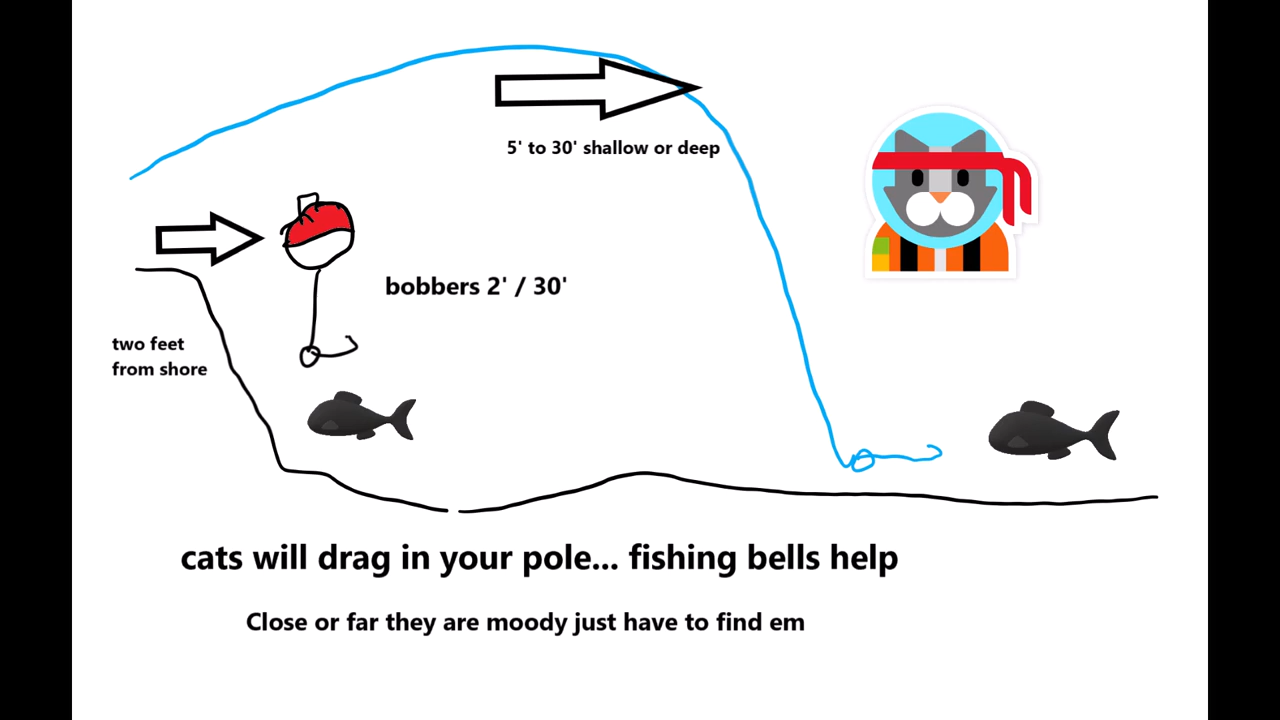 5' to 30' shallow or deep
bobbers 2' / 30'
two feet
from shore
cats will drag in your pole... fishing bells help
Close or far they are moody just have to find em